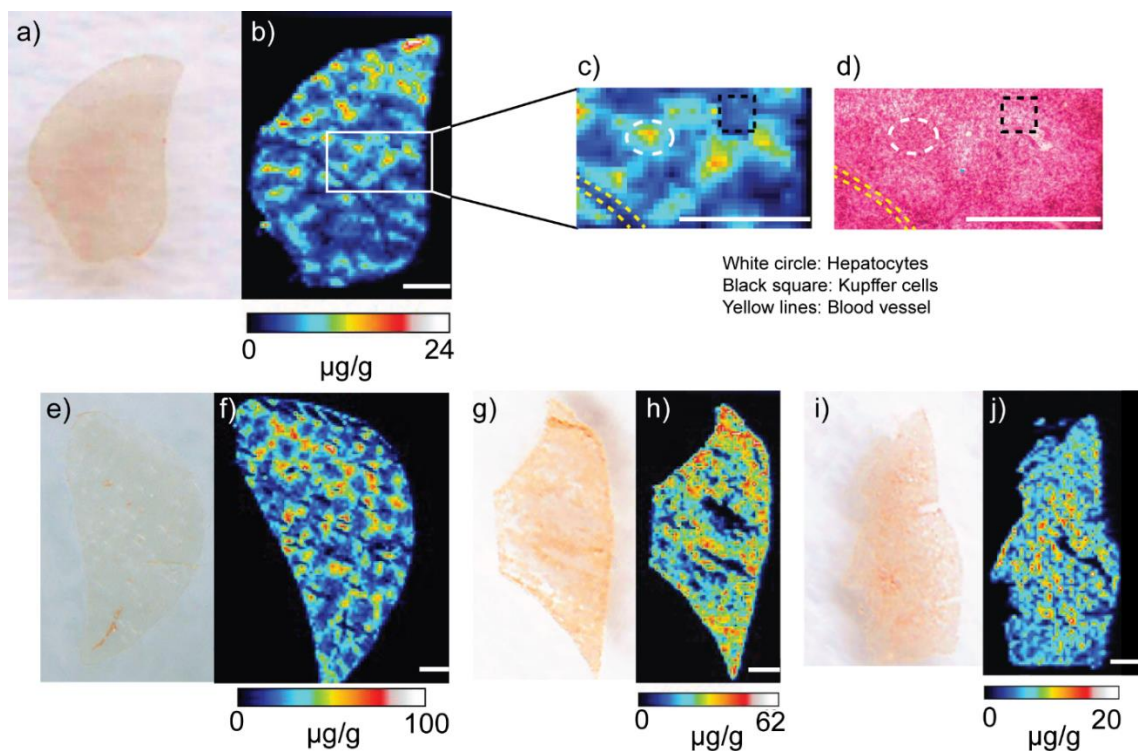 a)
b)
c)
d)
White circle: Hepatocytes
Black square: Kupffer cells
Yellow lines: Blood vessel
0
24
µg/g
e)
f)
g)
h)
i)
j)
0
100
µg/g
0
62
µg/g
0
20
µg/g